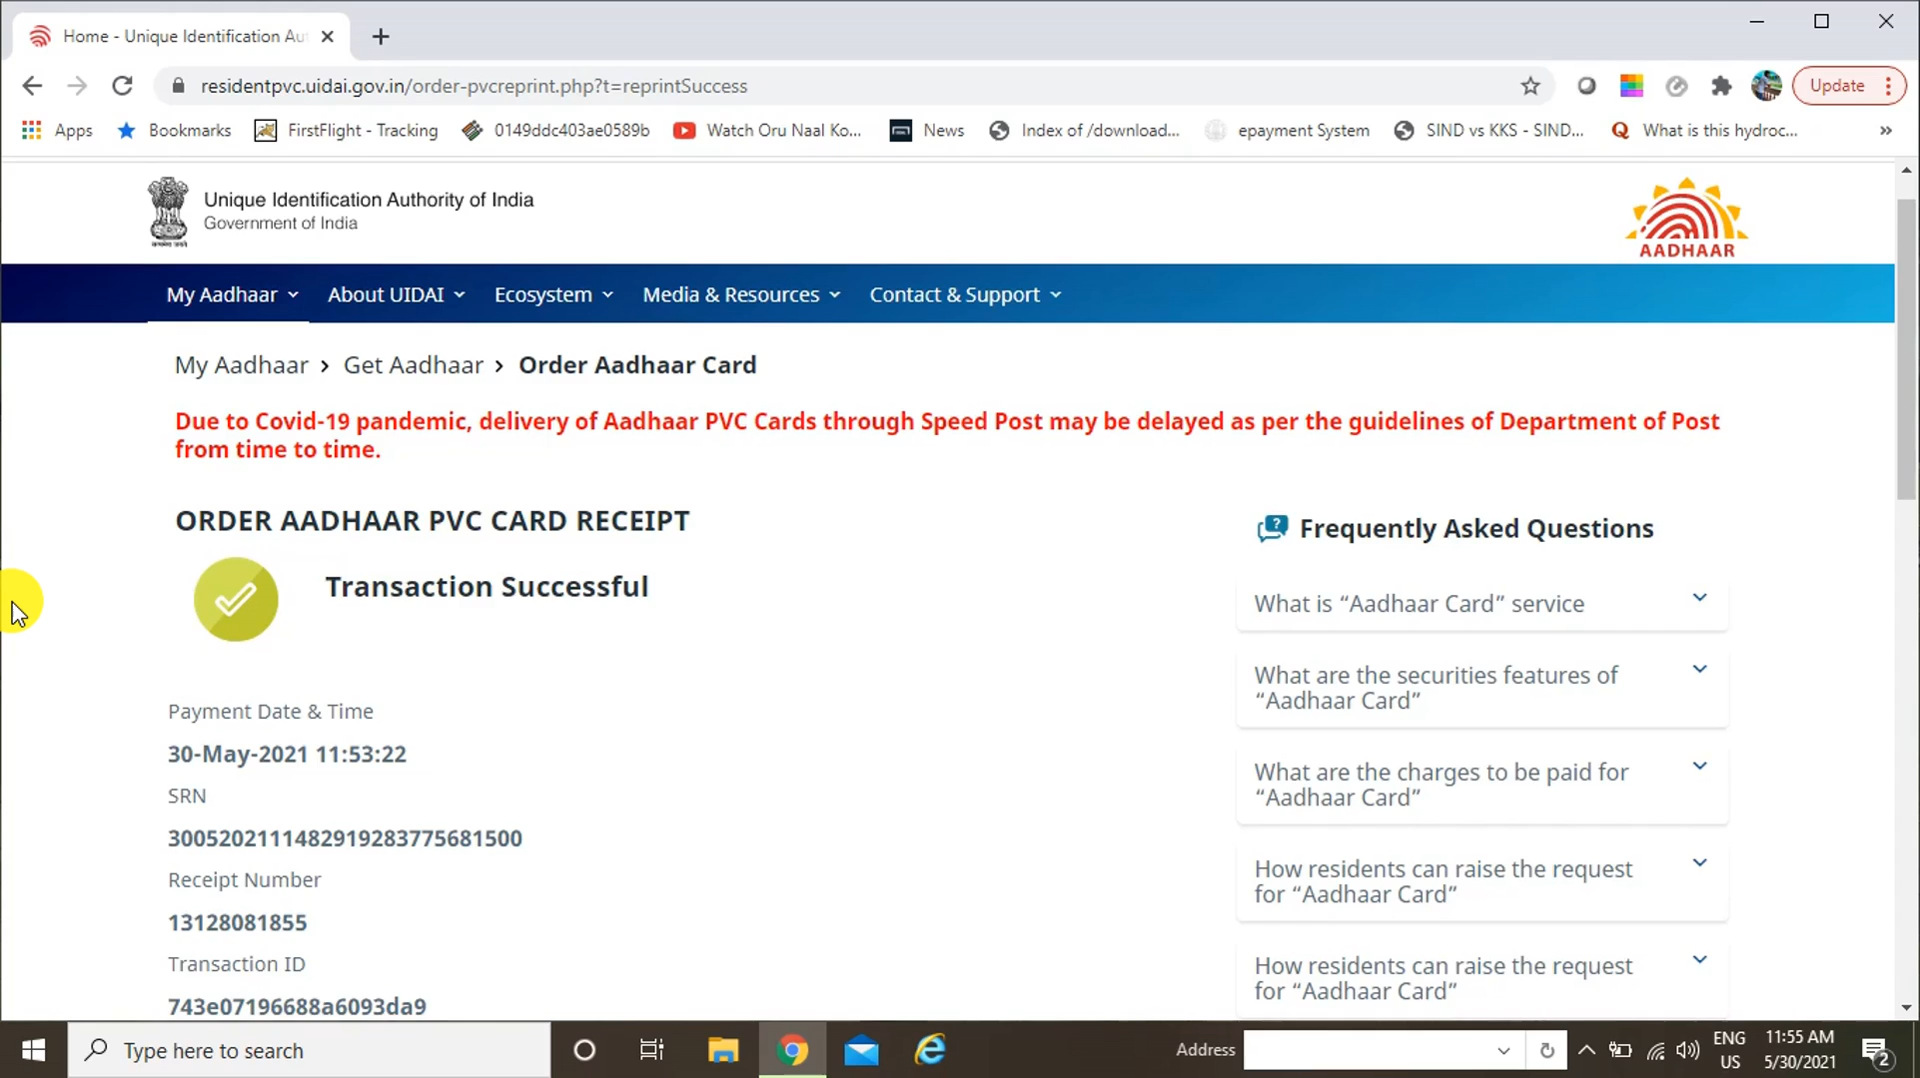 Home - Unique Identification Au
residentpvc.uidai.gov.in/order-pvcreprint.php?t=reprintSuccess
Update
Apps
Bookmarks
FirstFlight - Tracking
0149ddc403ae0589b
Watch Oru Naal Ko...
News
Index of /download...
epayment System
SIND vs KKS - SIND...
What is this hydroc...
»
Unique Identification Authority of India
Government of India
AADHAAR
My Aadhaar
About UIDAI
Ecosystem
Media & Resources
Contact & Support
My Aadhaar > Get Aadhaar > Order Aadhaar Card
Due to Covid-19 pandemic, delivery of Aadhaar PVC Cards through Speed Post may be delayed as per the guidelines of Department of Post
from time to time.
ORDER AADHAAR PVC CARD RECEIPT
Transaction Successful
Payment Date & Time
30-May-2021 11:53:22
SRN
3005202111482919283775681500
Receipt Number
13128081855
Transaction ID
743e07196688a6093da9
Frequently Asked Questions
What is “Aadhaar Card” service
What are the securities features of
“Aadhaar Card”
What are the charges to be paid for
“Aadhaar Card”
How residents can raise the request
for “Aadhaar Card”
How residents can raise the request
for “Aadhaar Card”
Type here to search
Address
ENG
US
11:55 AM
5/30/2021
2